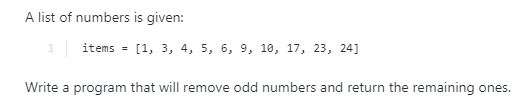 A list of numbers is given:
1 items = [1, 3, 4, 5, 6, 9, 10, 17, 23, 24]
Write a program that will remove odd numbers and return the remaining ones.